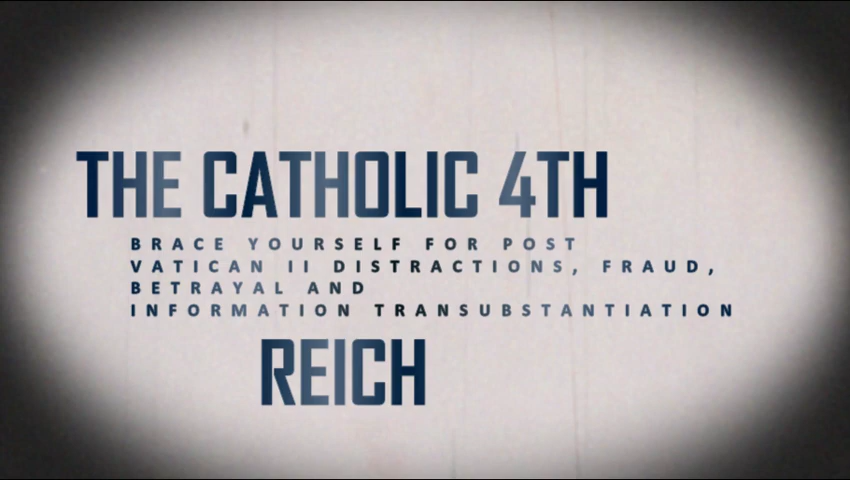 THE CATHOLIC 4TH
BRACE YOURSELF FOR POST
VATICAN II DISTRACTIONS, FRAUD,
BETRAYAL AND
INFORMATION TRANSUBSTANTIATION
REICH